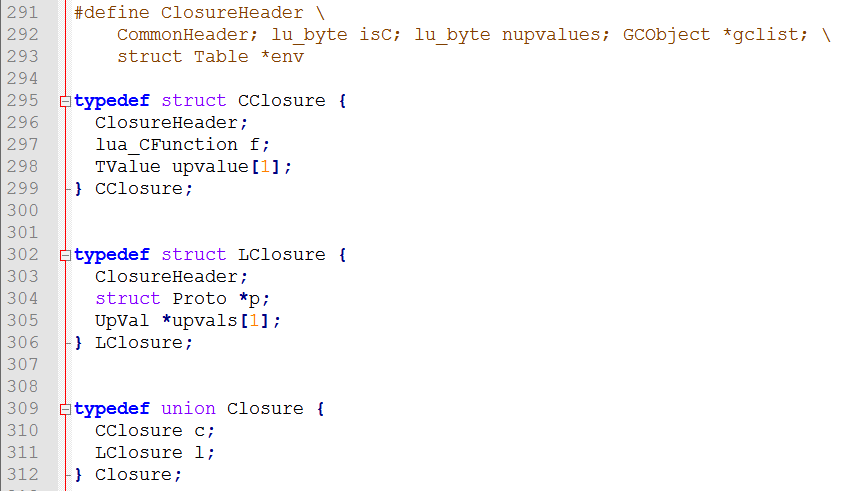 291 #define ClosureHeader \
292     CommonHeader; lu_byte isC; lu_byte nupvalues; GCObject *gclist; \
293     struct Table *env
294
295 typedef struct CClosure {
296   ClosureHeader;
297   lua_CFunction f;
298   TValue upvalue[1];
299 } CClosure;
300
301
302 typedef struct LClosure {
303   ClosureHeader;
304   struct Proto *p;
305   UpVal *upvals[1];
306 } LClosure;
307
308
309 typedef union Closure {
310   CClosure c;
311   LClosure l;
312 } Closure;